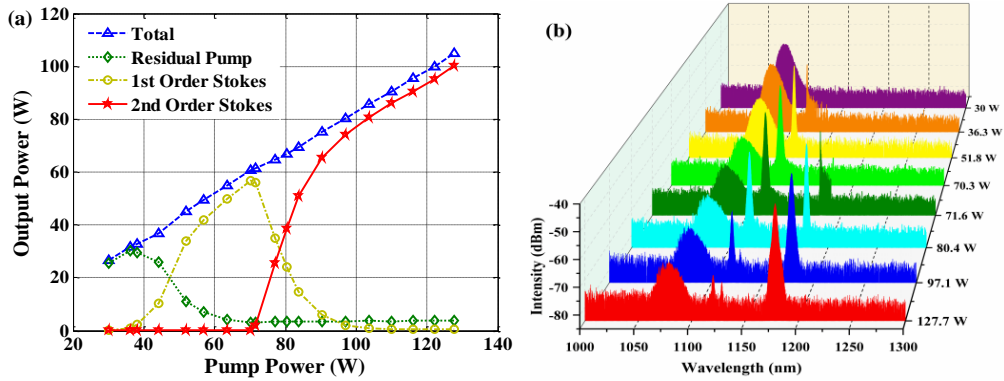 (a)
Total
Residual Pump
1st Order Stokes
2nd Order Stokes
Output Power (W)
120
100
80
60
40
20
0
20 40 60 80 100 120 140
Pump Power (W)
(b)
30 W
36.3 W
51.8 W
70.3 W
71.6 W
80.4 W
97.1 W
127.7 W
Intensity (dBm)
-40
-50
-60
-70
-80
1000 1050 1100 1150 1200 1250 1300
Wavelength (nm)